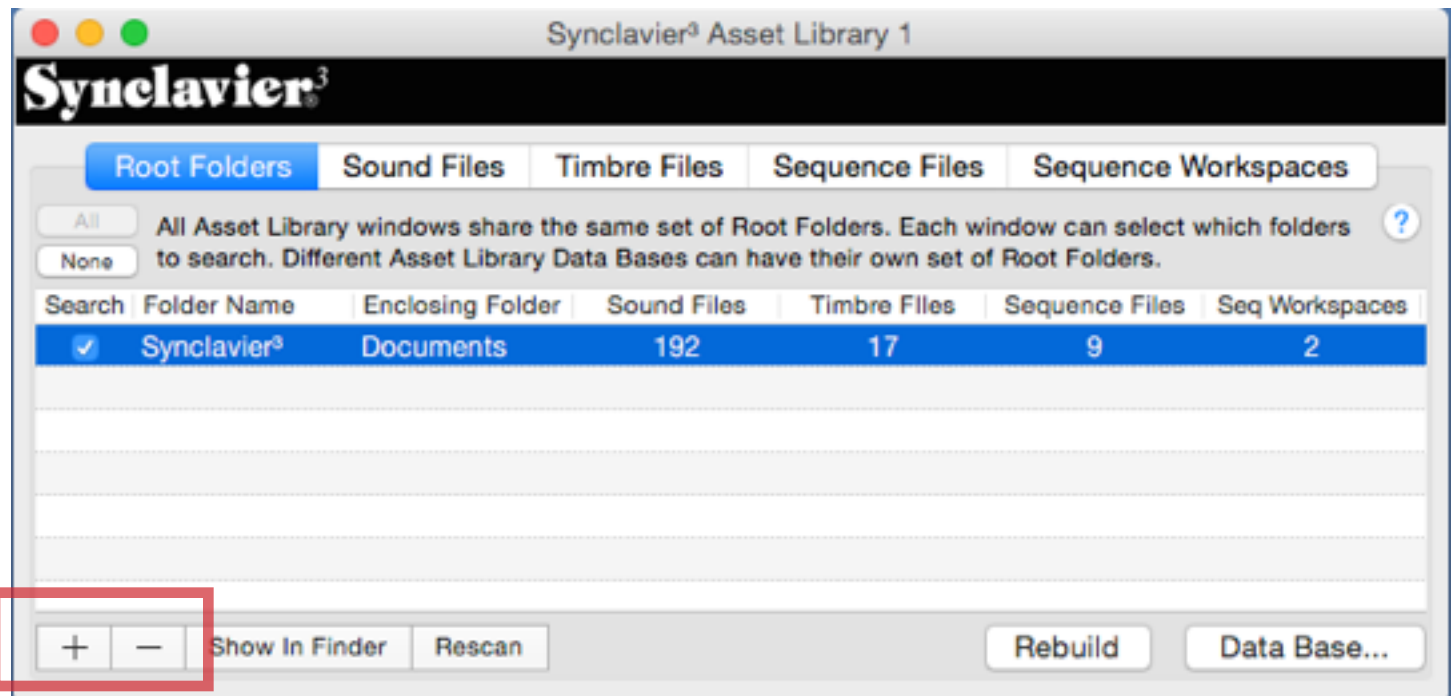 Synclavier³ Asset Library 1
Synclavier³®
Root Folders Sound Files Timbre Files Sequence Files Sequence Workspaces
All All Asset Library windows share the same set of Root Folders. Each window can select which folders ?
None to search. Different Asset Library Data Bases can have their own set of Root Folders.
Search Folder Name Enclosing Folder Sound Files Timbre FIles Sequence Files Seq Workspaces
Synclavier³ Documents 192 17 9 2
+ − Show In Finder Rescan Rebuild Data Base...